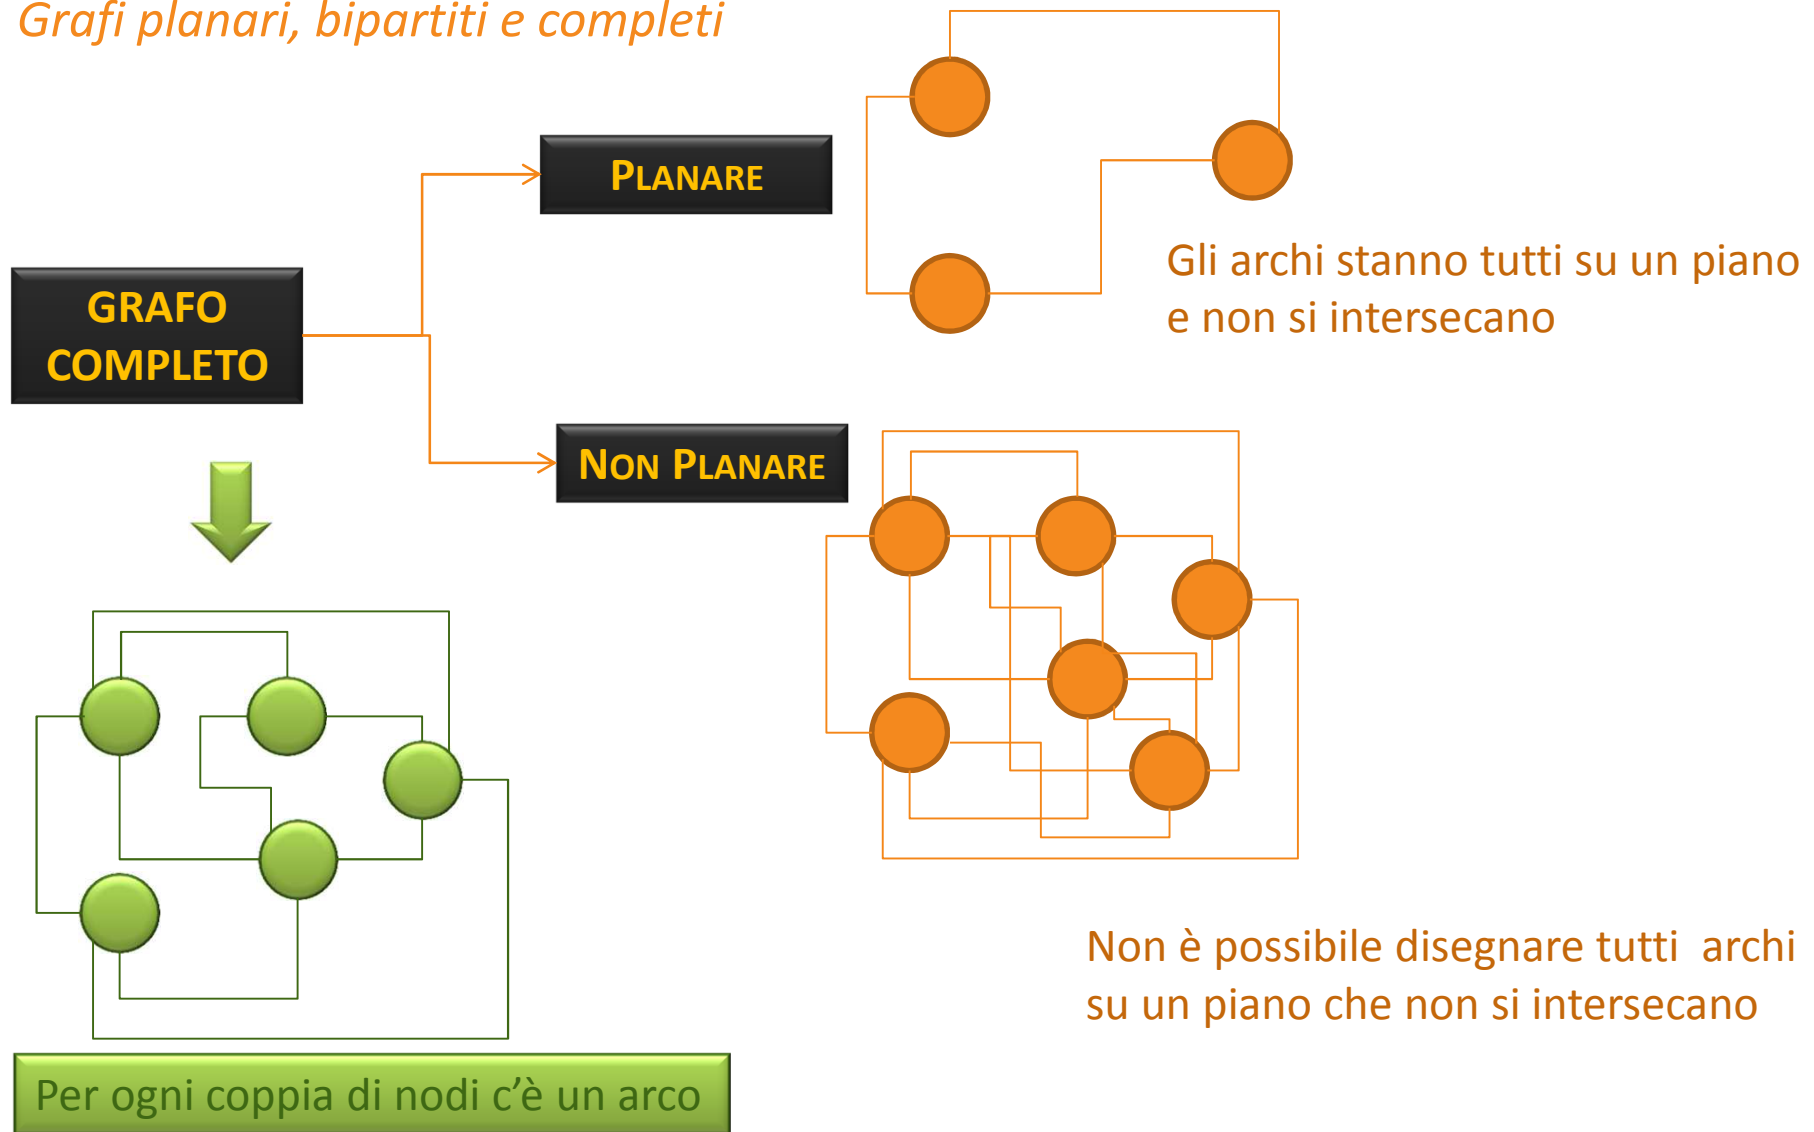 Grafi planari, bipartiti e completi
PLANARE
Gli archi stanno tutti su un piano
e non si intersecano
GRAFO
COMPLETO
NON PLANARE
Non è possibile disegnare tutti  archi
su un piano che non si intersecano
Per ogni coppia di nodi c’è un arco